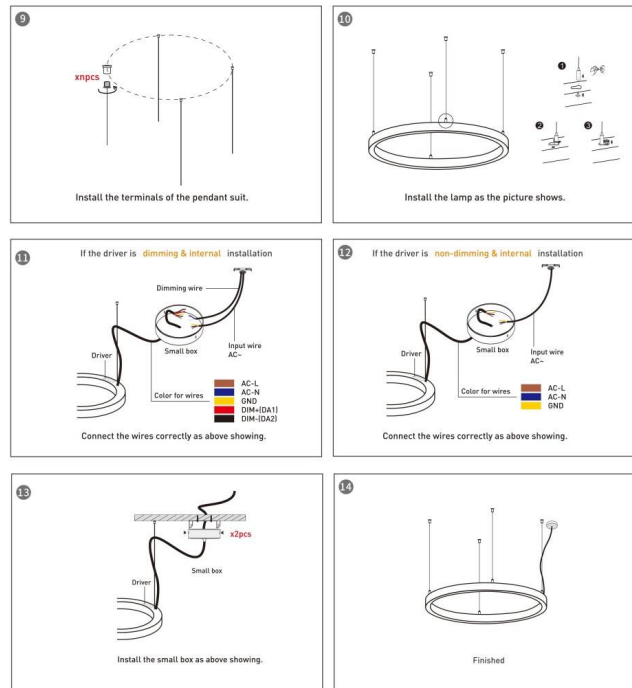 9
xnpcs
Install the terminals of the pendant suit.
10
1
2
3
Install the lamp as the picture shows.
11
If the driver is dimming & internal installation
Dimming wire
Driver
Small box
Input wire
AC~
Color for wires
AC-L
AC-N
GND
DIM+(DA1)
DIM-(DA2)
Connect the wires correctly as above showing.
12
If the driver is non-dimming & internal installation
Driver
Small box
Input wire
AC~
Color for wires
AC-L
AC-N
GND
Connect the wires correctly as above showing.
13
x2pcs
Small box
Driver
Install the small box as above showing.
14
Finished